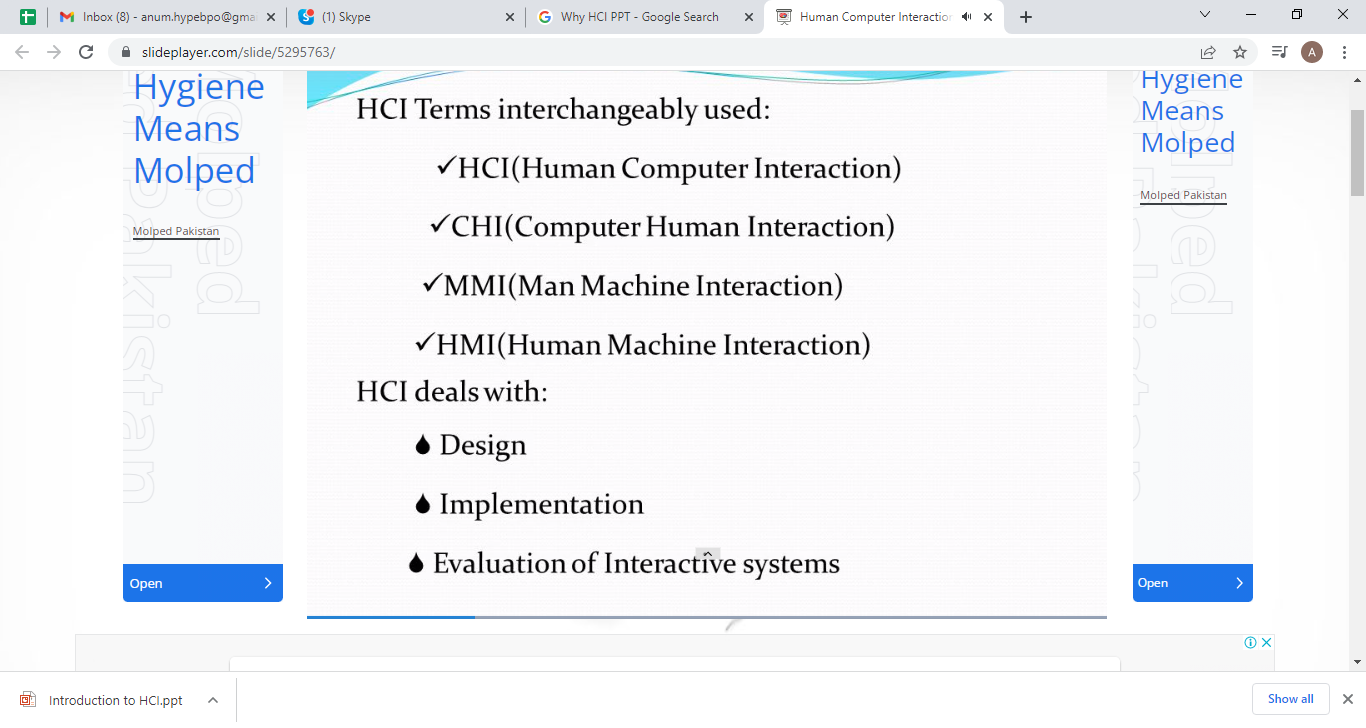 Inbox (8) - anum.hypebpo@gmai
(1) Skype
Why HCI PPT - Google Search
Human Computer Interaction
slideplayer.com/slide/5295763/
A
Hygiene
Means
Molped
Molped Pakistan
Open
HCI Terms interchangeably used:
✓HCI(Human Computer Interaction)
✓CHI(Computer Human Interaction)
✓MMI(Man Machine Interaction)
✓HMI(Human Machine Interaction)
HCI deals with:
Design
Implementation
Evaluation of Interactive systems
Hygiene
Means
Molped
Molped Pakistan
Open
Introduction to HCI.ppt
Show all